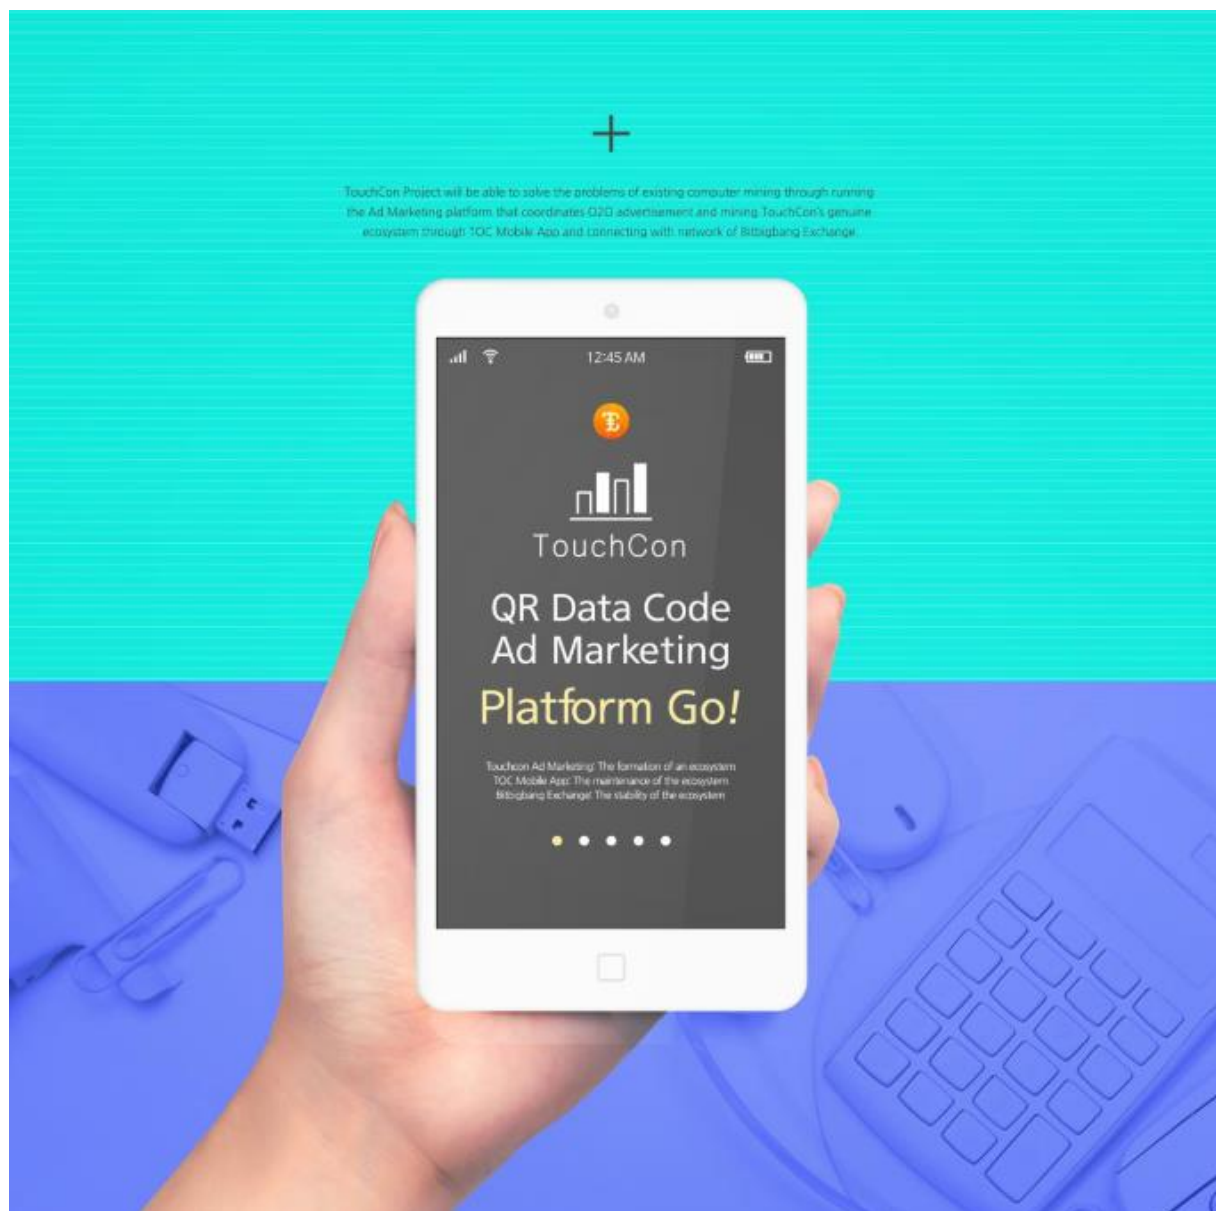 TouchCon Project will be able to solve the problems of existing computer mining through running
the Ad Marketing platform that coordinates O2O advertisement and mining TouchCon's genuine
ecosystem through TOC Mobile App and connecting with network of Bitbigbang Exchange.
12:45 AM
TouchCon
QR Data Code
Ad Marketing
Platform Go!
Touchcon Ad Marketing: The formation of an ecosystem
TOC Mobile App: The maintenance of the ecosystem
Bitbigbang Exchange: The stability of the ecosystem